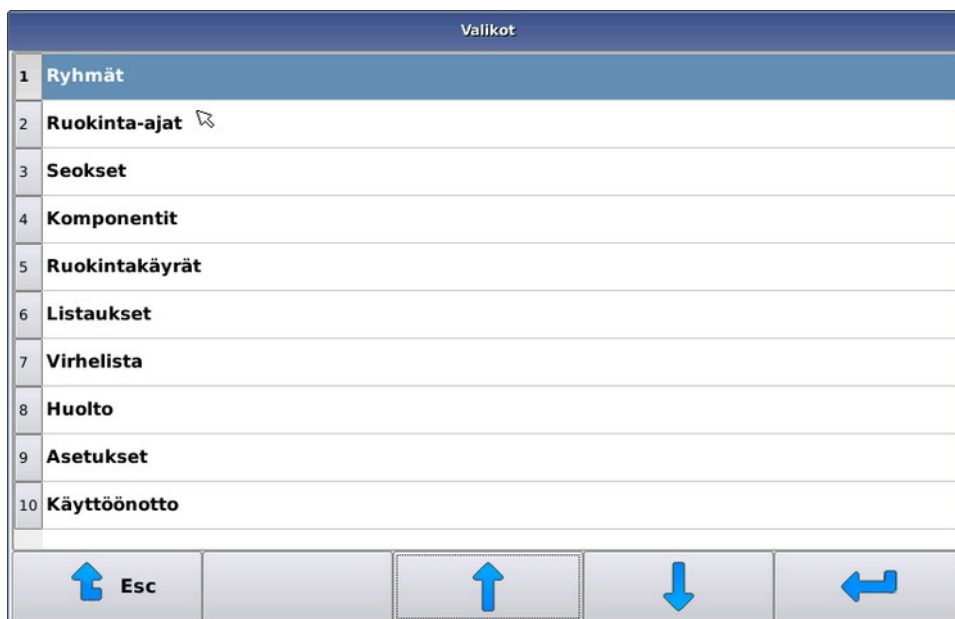 Valikot
1 Ryhmät
2 Ruokinta-ajat
3 Seokset
4 Komponentit
5 Ruokintakäyrät
6 Listaukset
7 Virhelista
8 Huolto
9 Asetukset
10 Käyttöönotto
Esc